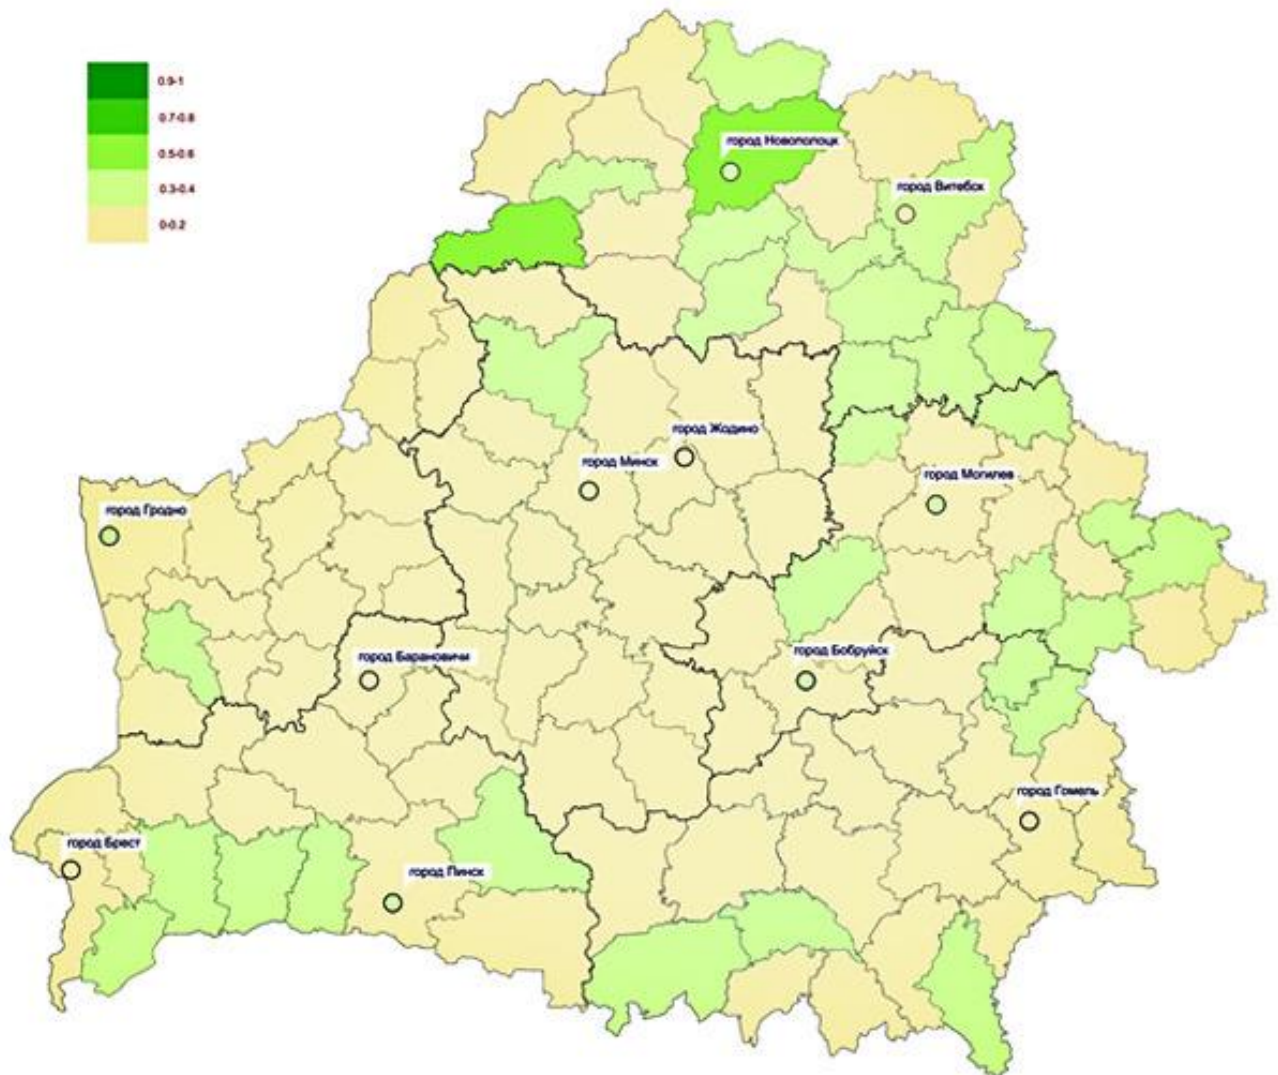 0.9-1
0.7-0.8
0.5-0.6
0.3-0.4
0-0.2
город Новополоцк
город Витебск
город Жодино
город Минск
город Могилев
город Гродно
город Барановичи
город Бобруйск
город Гомель
город Брест
город Пинск